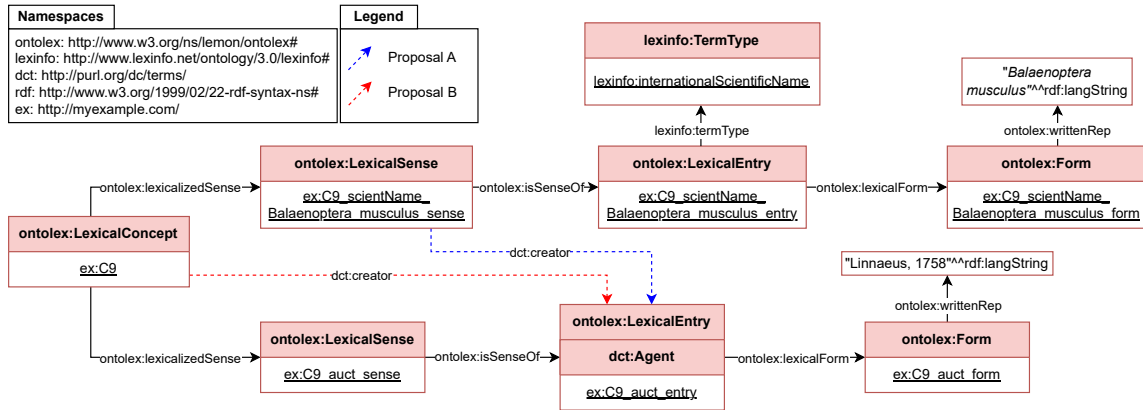 Namespaces
ontolex: http://www.w3.org/ns/lemon/ontolex#
lexinfo: http://www.lexinfo.net/ontology/3.0/lexinfo#
dct: http://purl.org/dc/terms/
rdf: http://www.w3.org/1999/02/22-rdf-syntax-ns#
ex: http://myexample.com/
Legend
Proposal A
Proposal B
lexinfo:TermType
lexinfo:internationalScientificName
"Balaenoptera
musculus"^^rdf:langString
lexinfo:termType
ontolex:writtenRep
ontolex:lexicalizedSense
ontolex:LexicalSense
ex:C9_scientName_
Balaenoptera_musculus_sense
ontolex:isSenseOf
ontolex:LexicalEntry
ex:C9_scientName_
Balaenoptera_musculus_entry
ontolex:lexicalForm
ontolex:Form
ex:C9_scientName_
Balaenoptera_musculus_form
ontolex:LexicalConcept
ex:C9
dct:creator
dct:creator
"Linnaeus, 1758"^^rdf:langString
ontolex:writtenRep
ontolex:lexicalizedSense
ontolex:LexicalSense
ex:C9_auct_sense
ontolex:isSenseOf
ontolex:LexicalEntry
dct:Agent
ex:C9_auct_entry
ontolex:lexicalForm
ontolex:Form
ex:C9_auct_form